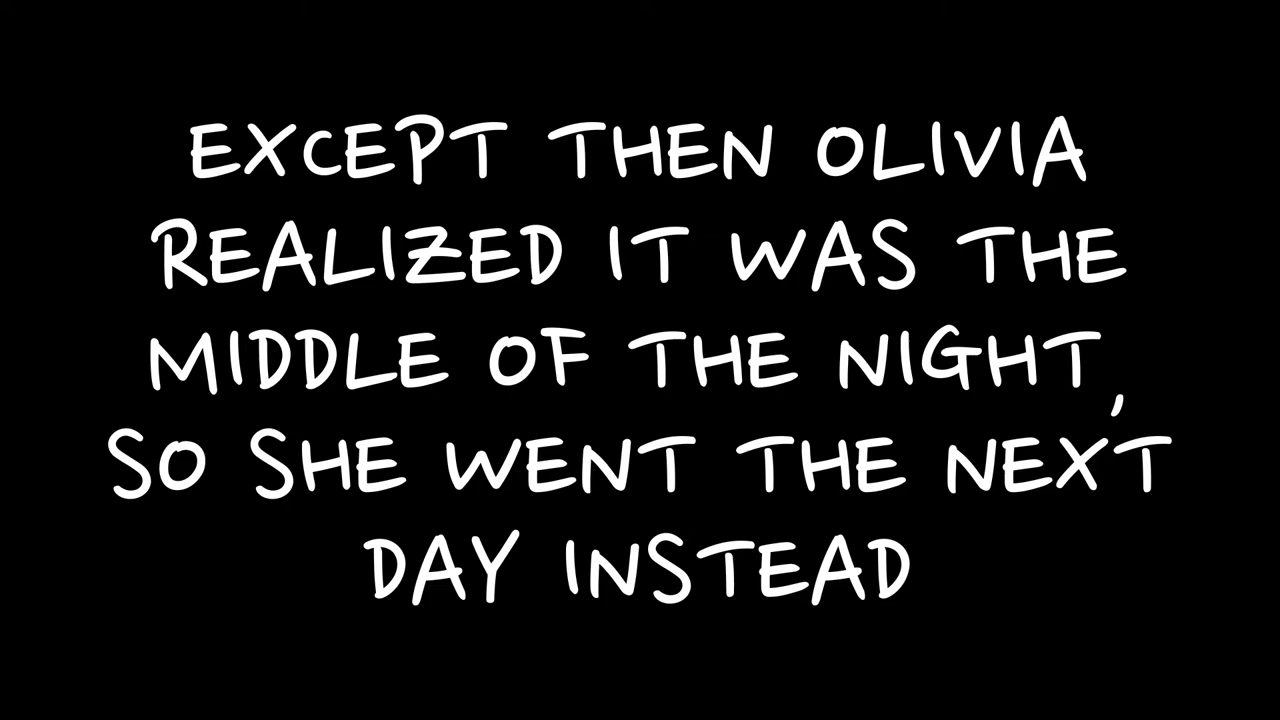 EXCEPT THEN OLIVIA
REALIZED IT WAS THE
MIDDLE OF THE NIGHT,
SO SHE WENT THE NEXT
DAY INSTEAD